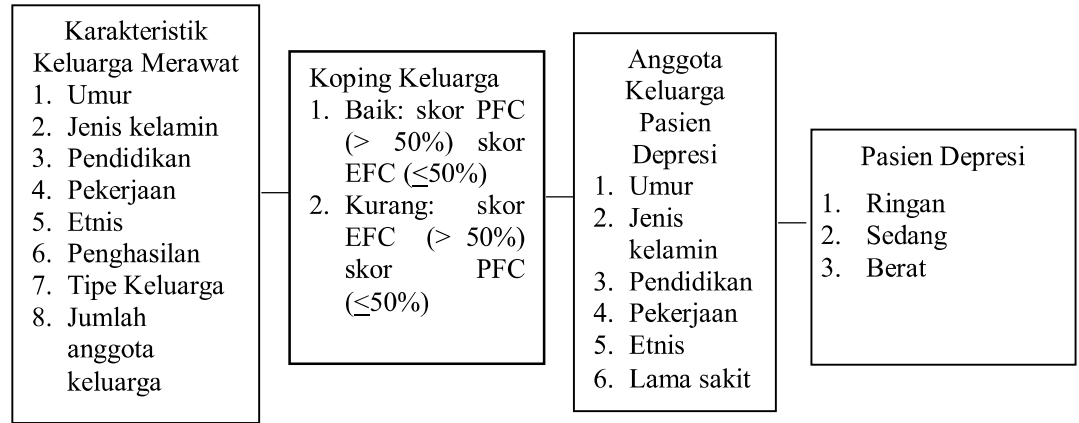 Karakteristik
Keluarga Merawat
1. Umur
2. Jenis kelamin
3. Pendidikan
4. Pekerjaan
5. Etnis
6. Penghasilan
7. Tipe Keluarga
8. Jumlah
anggota
keluarga
Koping Keluarga
1. Baik: skor PFC
(> 50%) skor
EFC (≤50%)
2. Kurang: skor
EFC (> 50%)
skor PFC
(≤50%)
Anggota
Keluarga
Pasien
Depresi
1. Umur
2. Jenis
kelamin
3. Pendidikan
4. Pekerjaan
5. Etnis
6. Lama sakit
Pasien Depresi
1. Ringan
2. Sedang
3. Berat